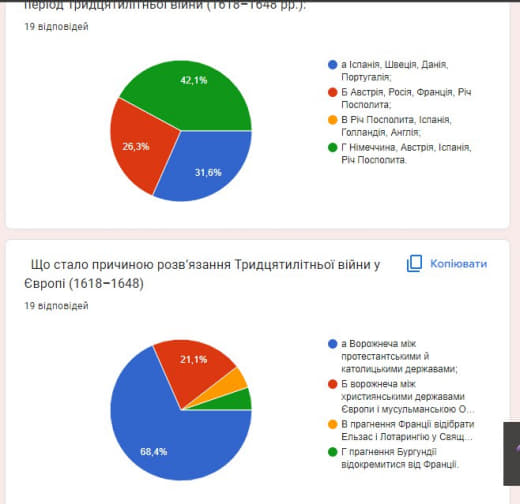 період Тридцятилітньої війни (1618–1648 рр.):
19 відповідей
42,1%
26,3%
31,6%
а Іспанія, Швеція, Данія,
Португалія;
Б Австрія, Росія, Франція, Річ
Посполита;
В Річ Посполита, Іспанія,
Голландія, Англія;
Г Німеччина, Австрія, Іспанія,
Річ Посполита.
Що стало причиною розв'язання Тридцятилітньої війни у
Європі (1618–1648)
Копіювати
19 відповідей
21,1%
68,4%
а Ворожнеча між
протестантськими й
католицькими державами;
Б ворожнеча між
християнськими державами
Європи і мусульманською О...
В прагнення Франції відібрати
Ельзас і Лотарингію у Свящ...
Г прагнення Бургундії
відокремитися від Франції.